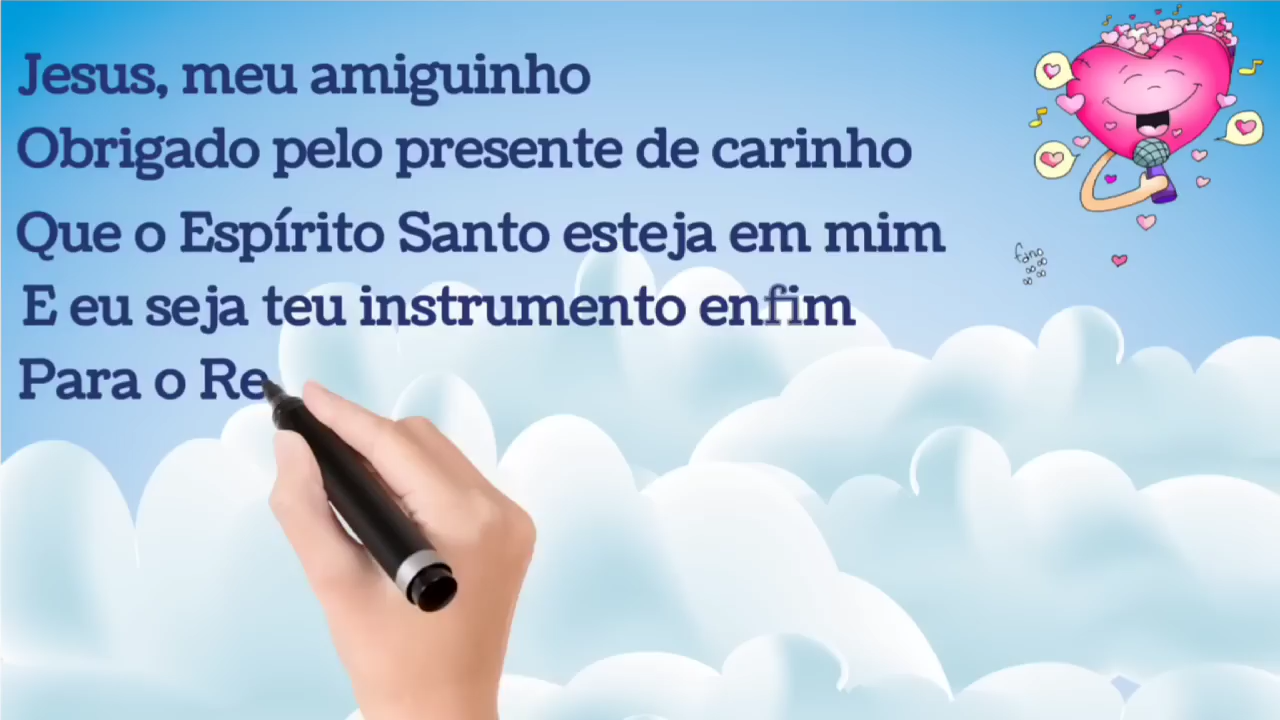 Jesus, meu amiguinho
Obrigado pelo presente de carinho
Que o Espírito Santo esteja em mim
E eu seja teu instrumento enfim
Para o Re
fano